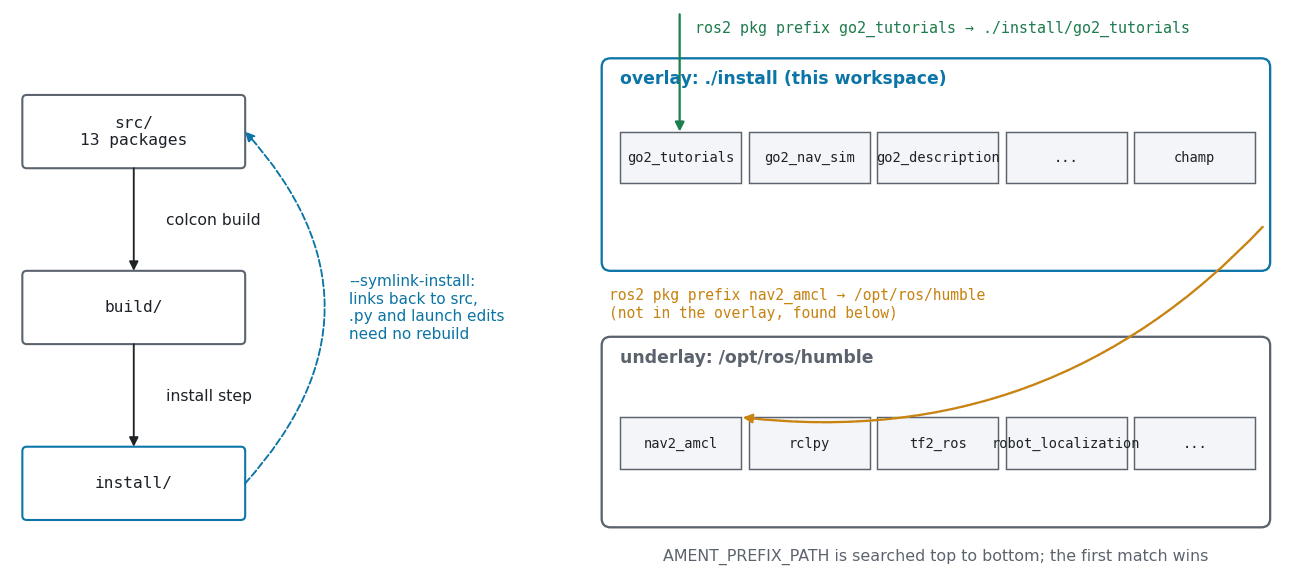 src/
13 packages
colcon build
build/
install step
install/
--symlink-install:
links back to src,
.py and launch edits
need no rebuild
ros2 pkg prefix go2_tutorials → ./install/go2_tutorials
overlay: ./install (this workspace)
go2_tutorials
go2_nav_sim
go2_description
...
champ
ros2 pkg prefix nav2_amcl → /opt/ros/humble
(not in the overlay, found below)
underlay: /opt/ros/humble
nav2_amcl
rclpy
tf2_ros
robot_localization
...
AMENT_PREFIX_PATH is searched top to bottom; the first match wins